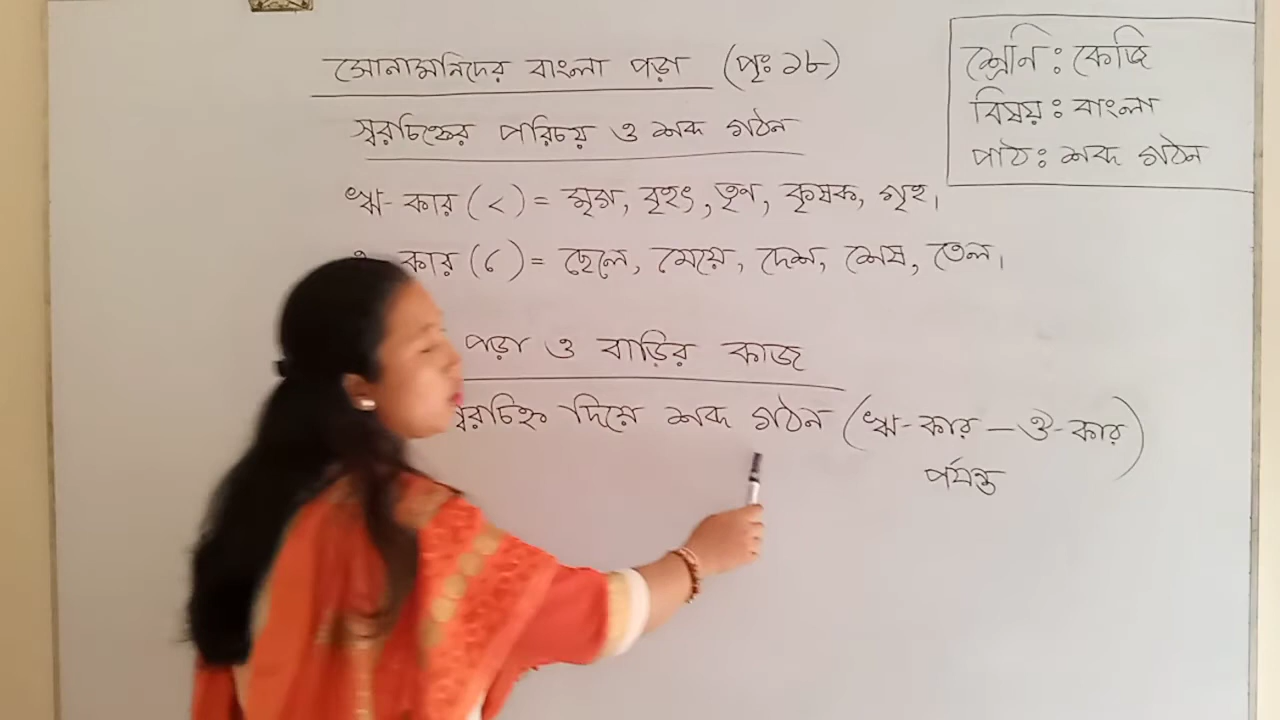 সোনামনিদের বাংলা পড়া (পৃঃ ১৮)
স্বরচিহ্নের পরিচয় ও শব্দ গঠন
ঋ-কার (ৃ) = মৃগ, বৃহৎ, তৃণ, কৃষক, গৃহ।
কার (ে) = ছেলে, মেয়ে, দেশ, শেষ, তেল।
পড়া ও বাড়ির কাজ
স্বরচিহ্ন দিয়ে শব্দ গঠন (ঋ-কার – ঔ-কার)
পর্যন্ত
শ্রেনি : কেজি
বিষয় : বাংলা
পাঠ : শব্দ গঠন